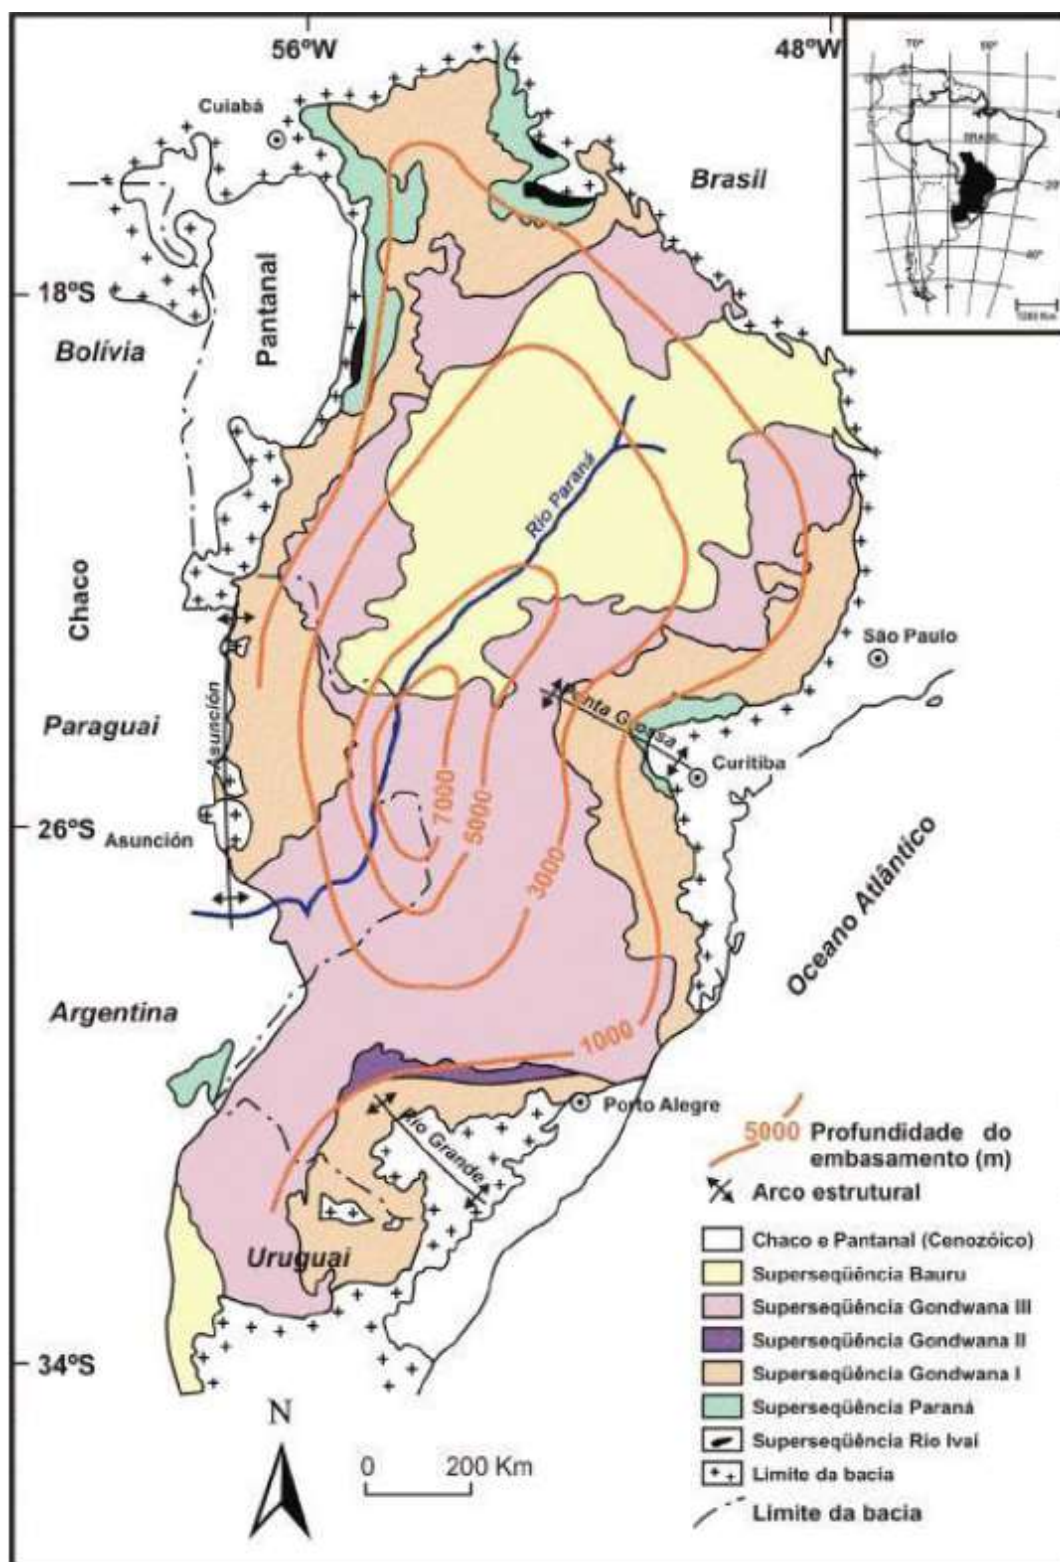 56ºW
48ºW
Cuiabá
Brasil
BRASIL
18ºS
Bolívia
Pantanal
Rio Paraná
Chaco
São Paulo
Paraguai
Asunción
Ponta Grossa
Curitiba
26ºS
Asunción
7000
5000
3000
Oceano Atlântico
Argentina
1000
Porto Alegre
Rio Grande
Uruguai
34ºS
N
0 200 Km
5000 Profundidade do
embasamento (m)
Arco estrutural
Chaco e Pantanal (Cenozóico)
Superseqüência Bauru
Superseqüência Gondwana III
Superseqüência Gondwana II
Superseqüência Gondwana I
Superseqüência Paraná
Superseqüência Rio Ivaí
Limite da bacia
Limite da bacia